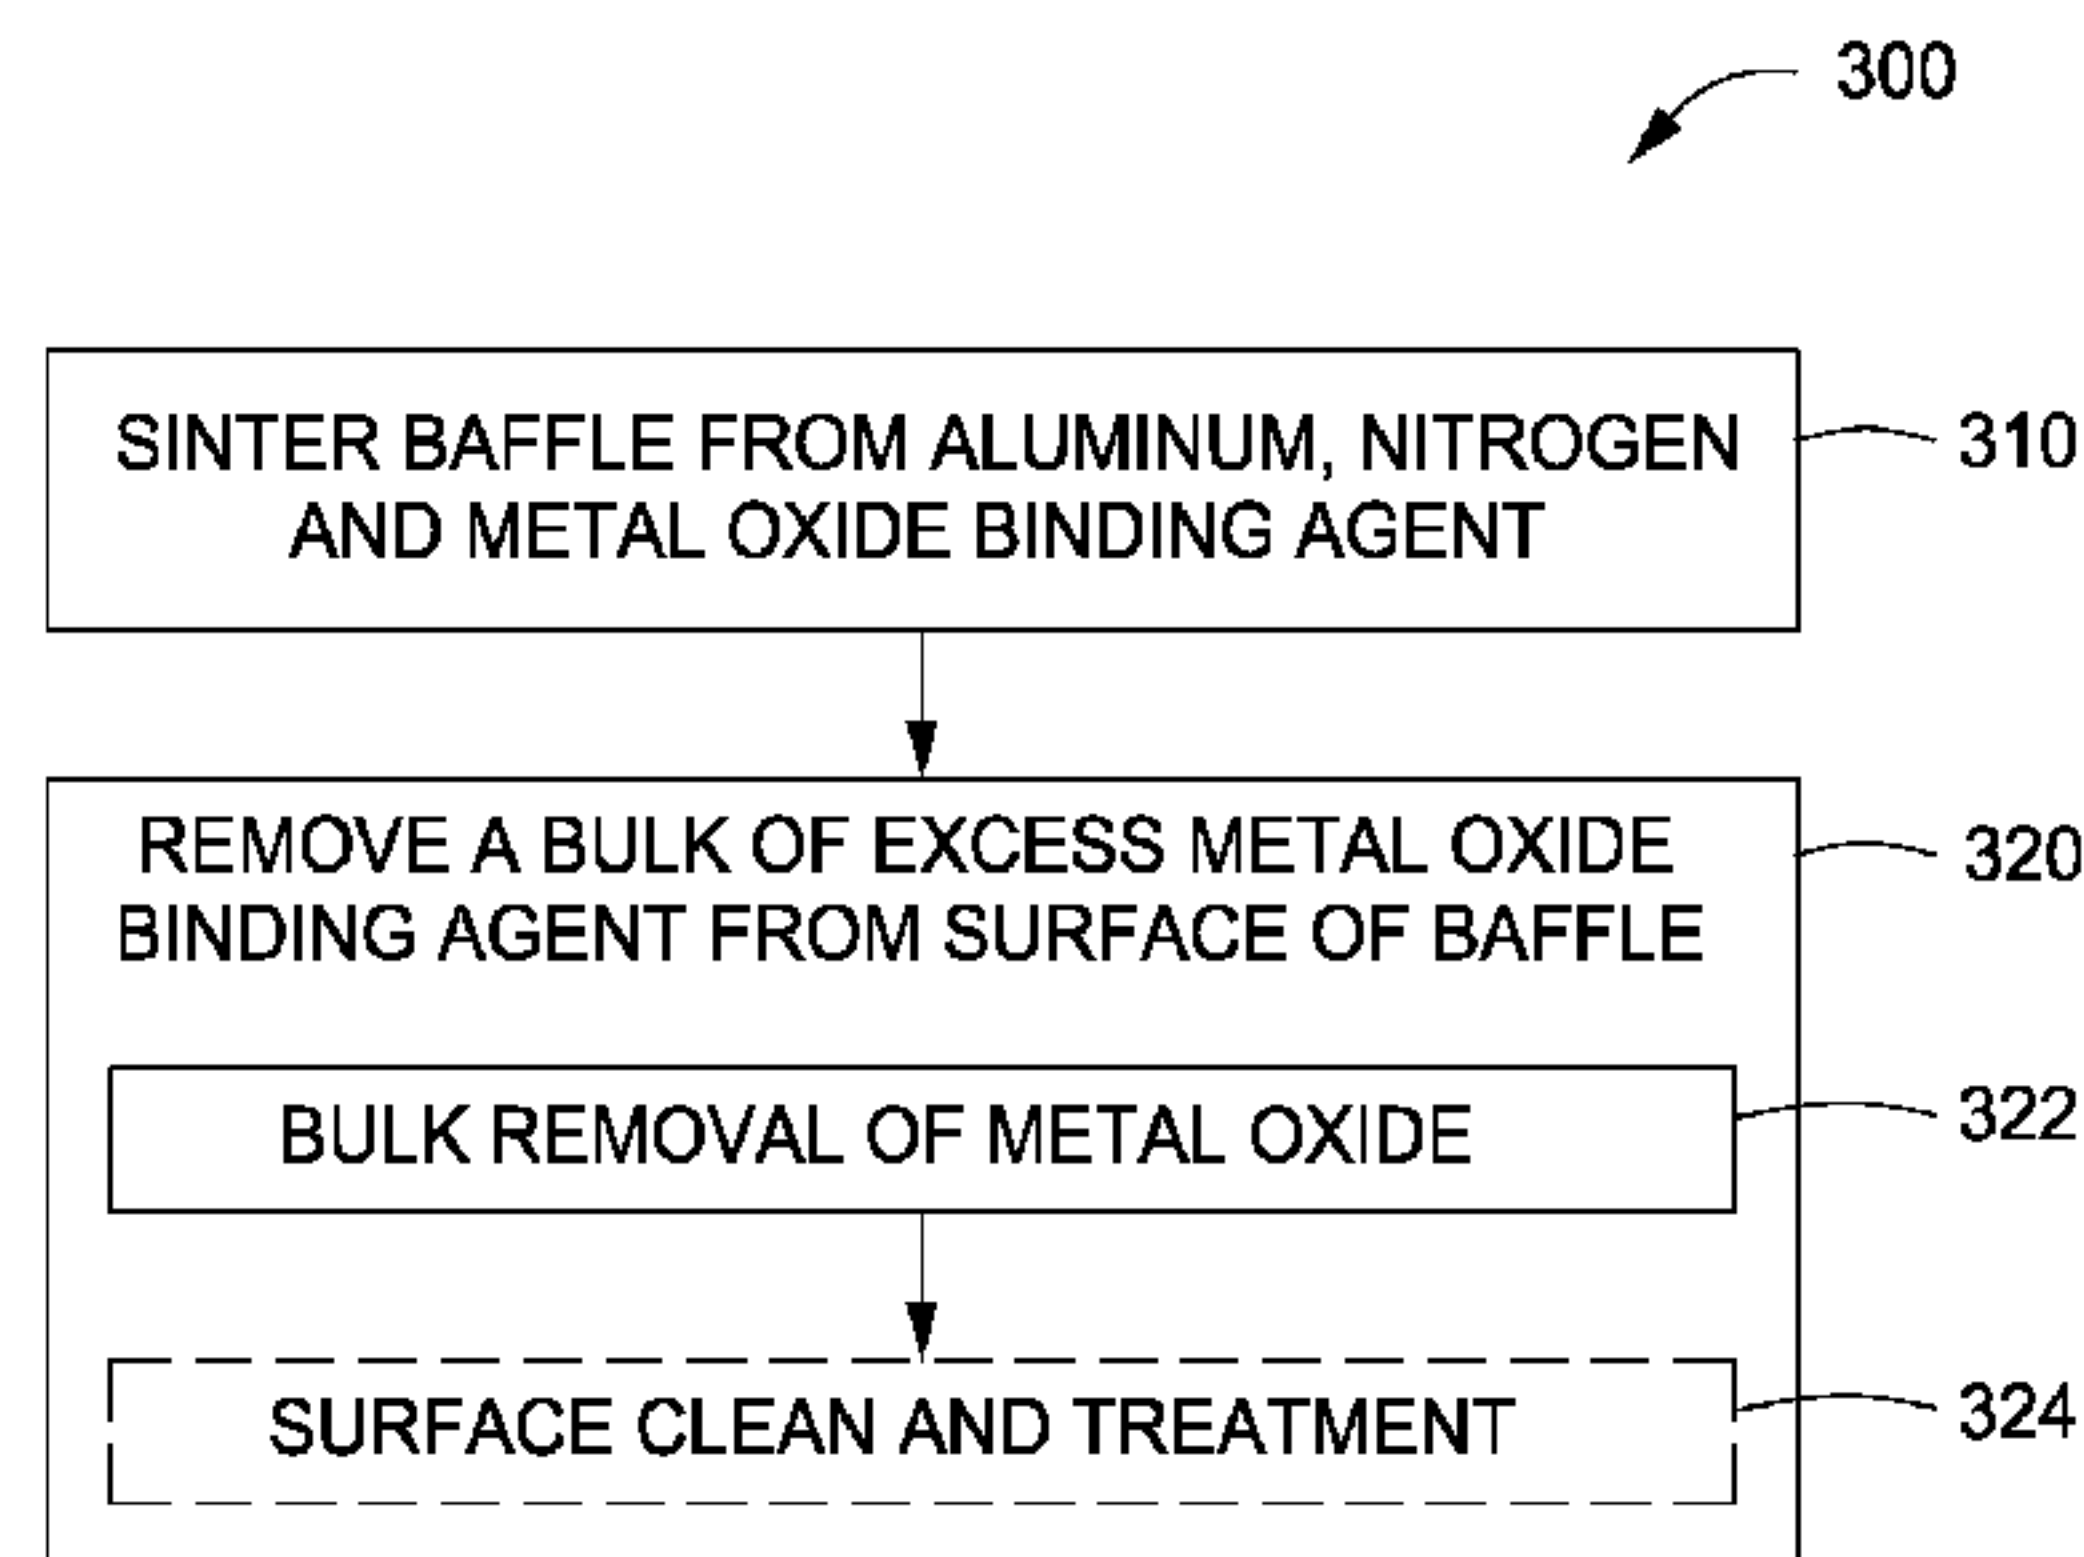 300
SINTER BAFFLE FROM ALUMINUM, NITROGEN
AND METAL OXIDE BINDING AGENT
310
REMOVE A BULK OF EXCESS METAL OXIDE
BINDING AGENT FROM SURFACE OF BAFFLE
320
BULK REMOVAL OF METAL OXIDE
322
SURFACE CLEAN AND TREATMENT
324